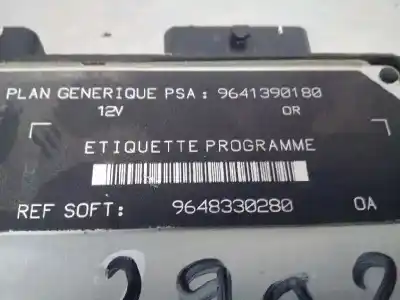 PLAN GENERIQUE PSA : 9641390180
12V OR
ETIQUETTE PROGRAMME
REF SOFT: 9648330280 0A